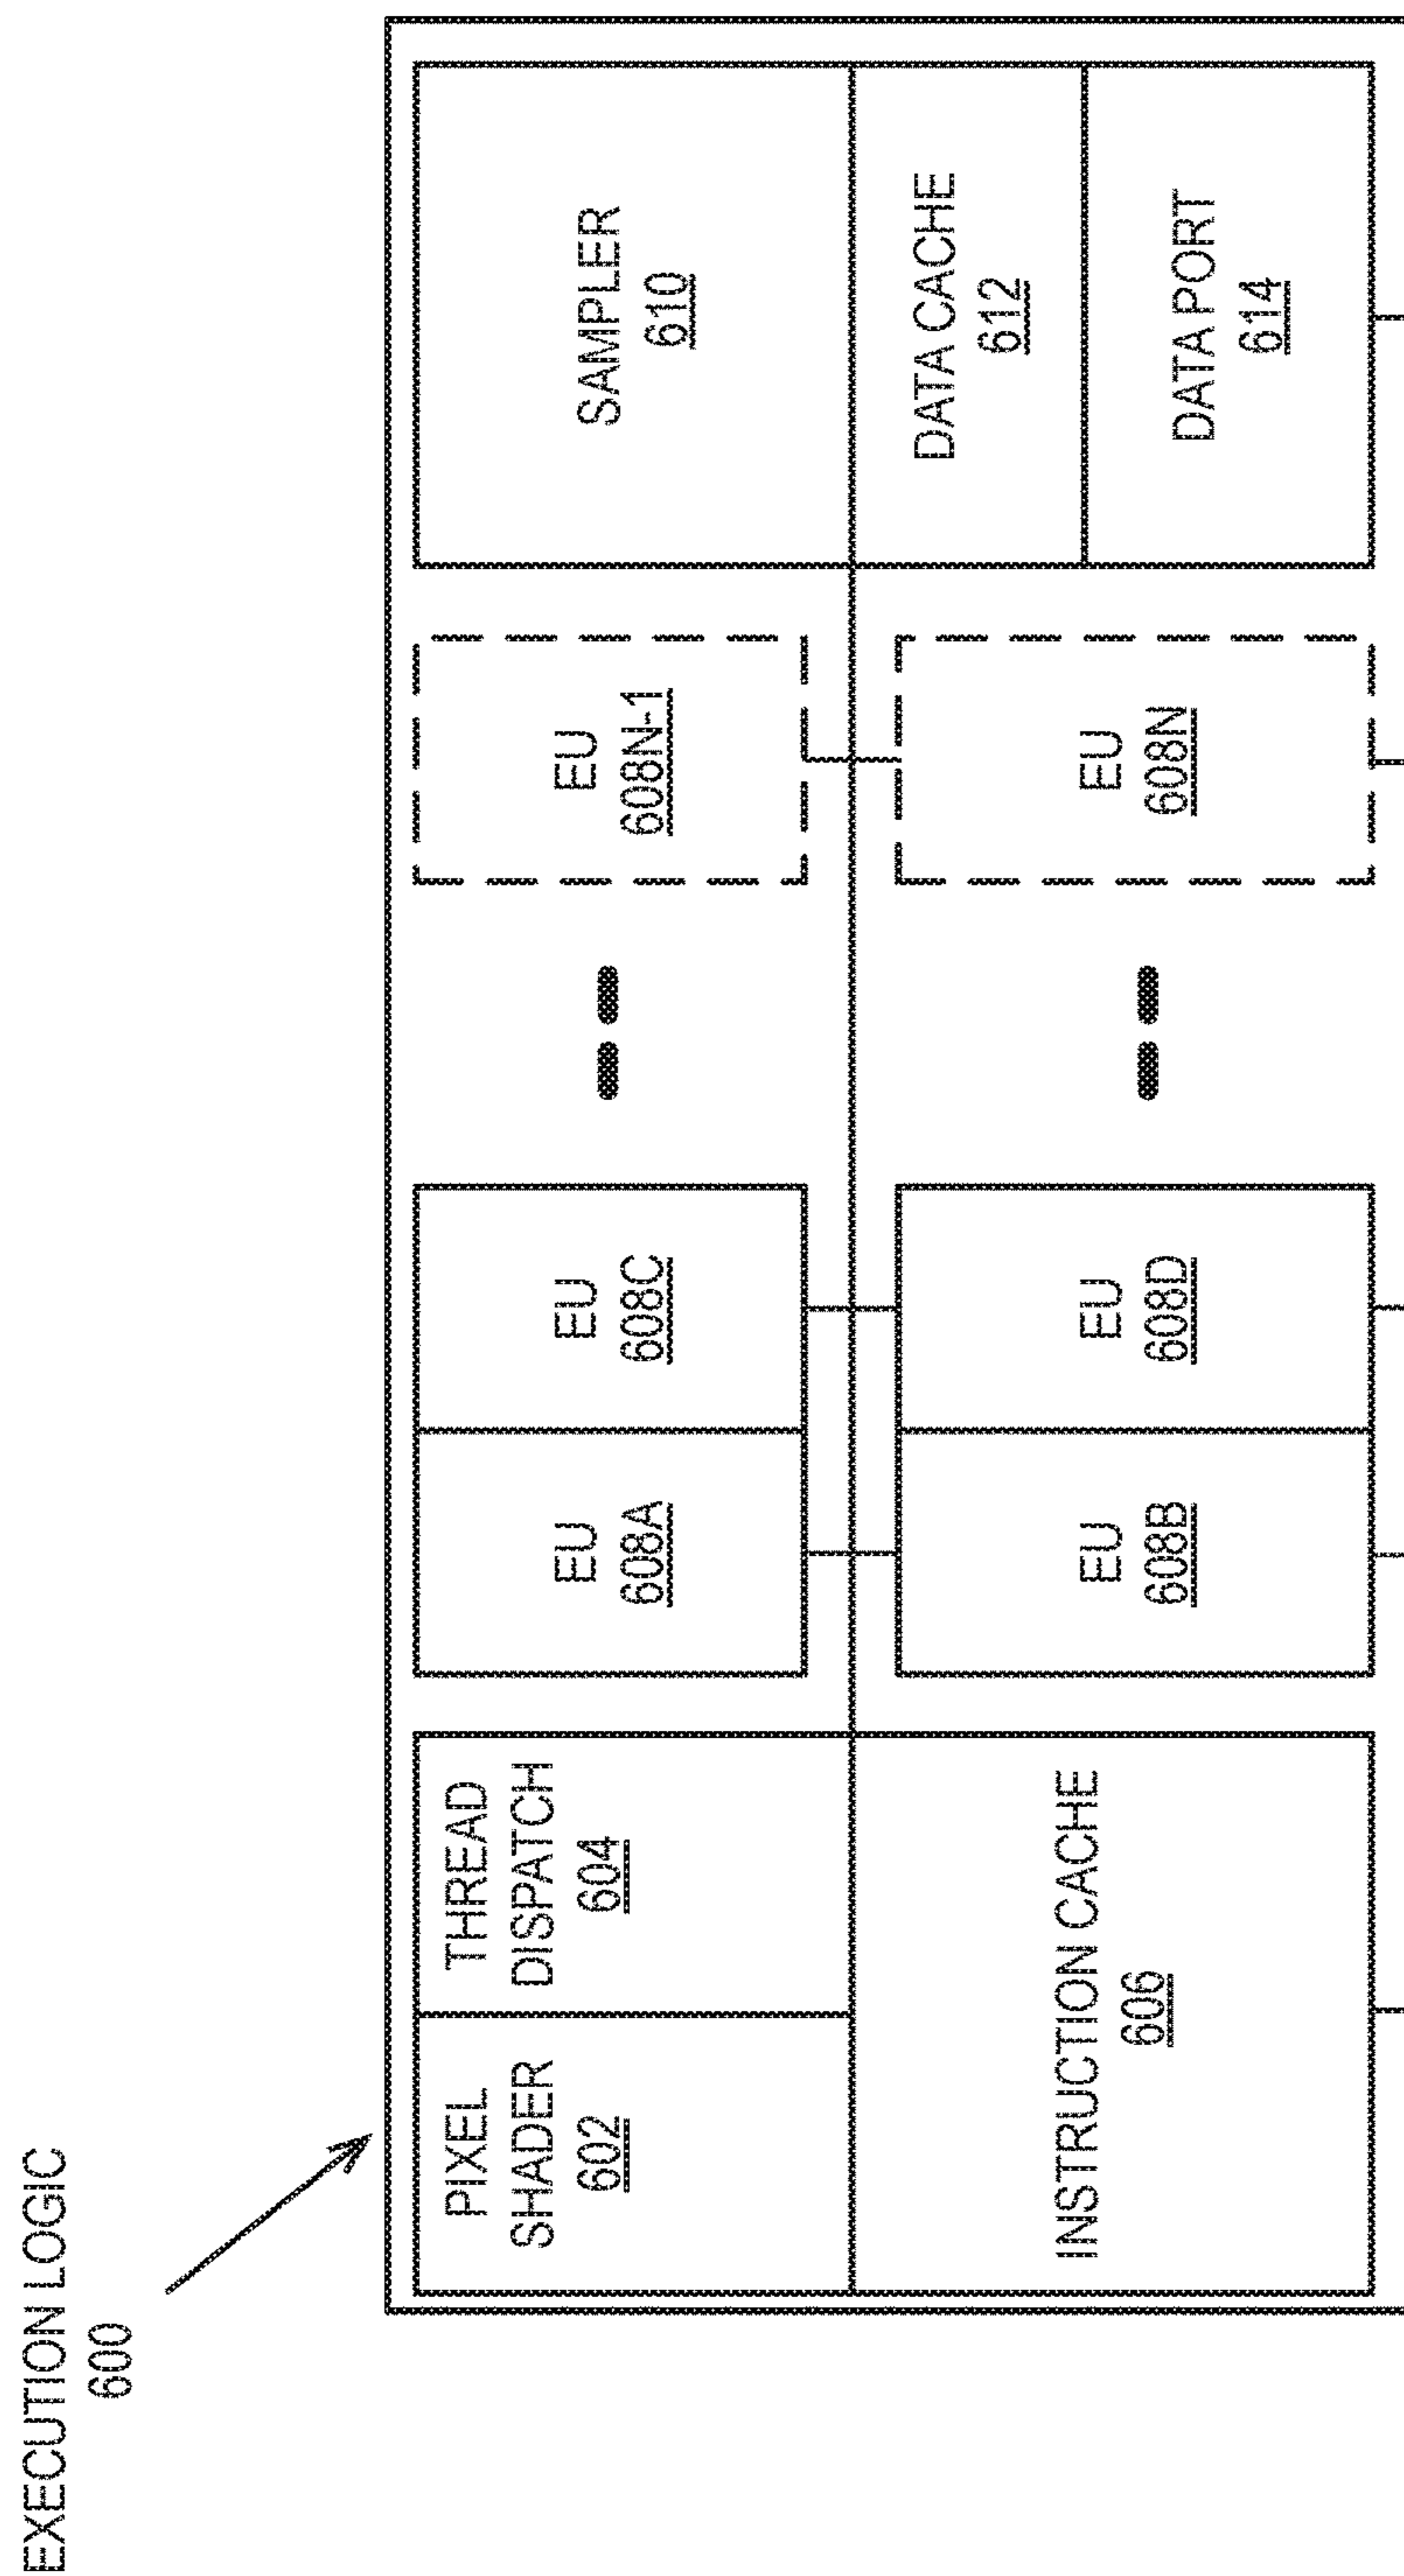 EXECUTION LOGIC
600
PIXEL
SHADER
602
THREAD
DISPATCH
604
INSTRUCTION CACHE
606
EU
608A
EU
608C
EU
608N-1
EU
608B
EU
608D
EU
608N
SAMPLER
610
DATA CACHE
612
DATA PORT
614